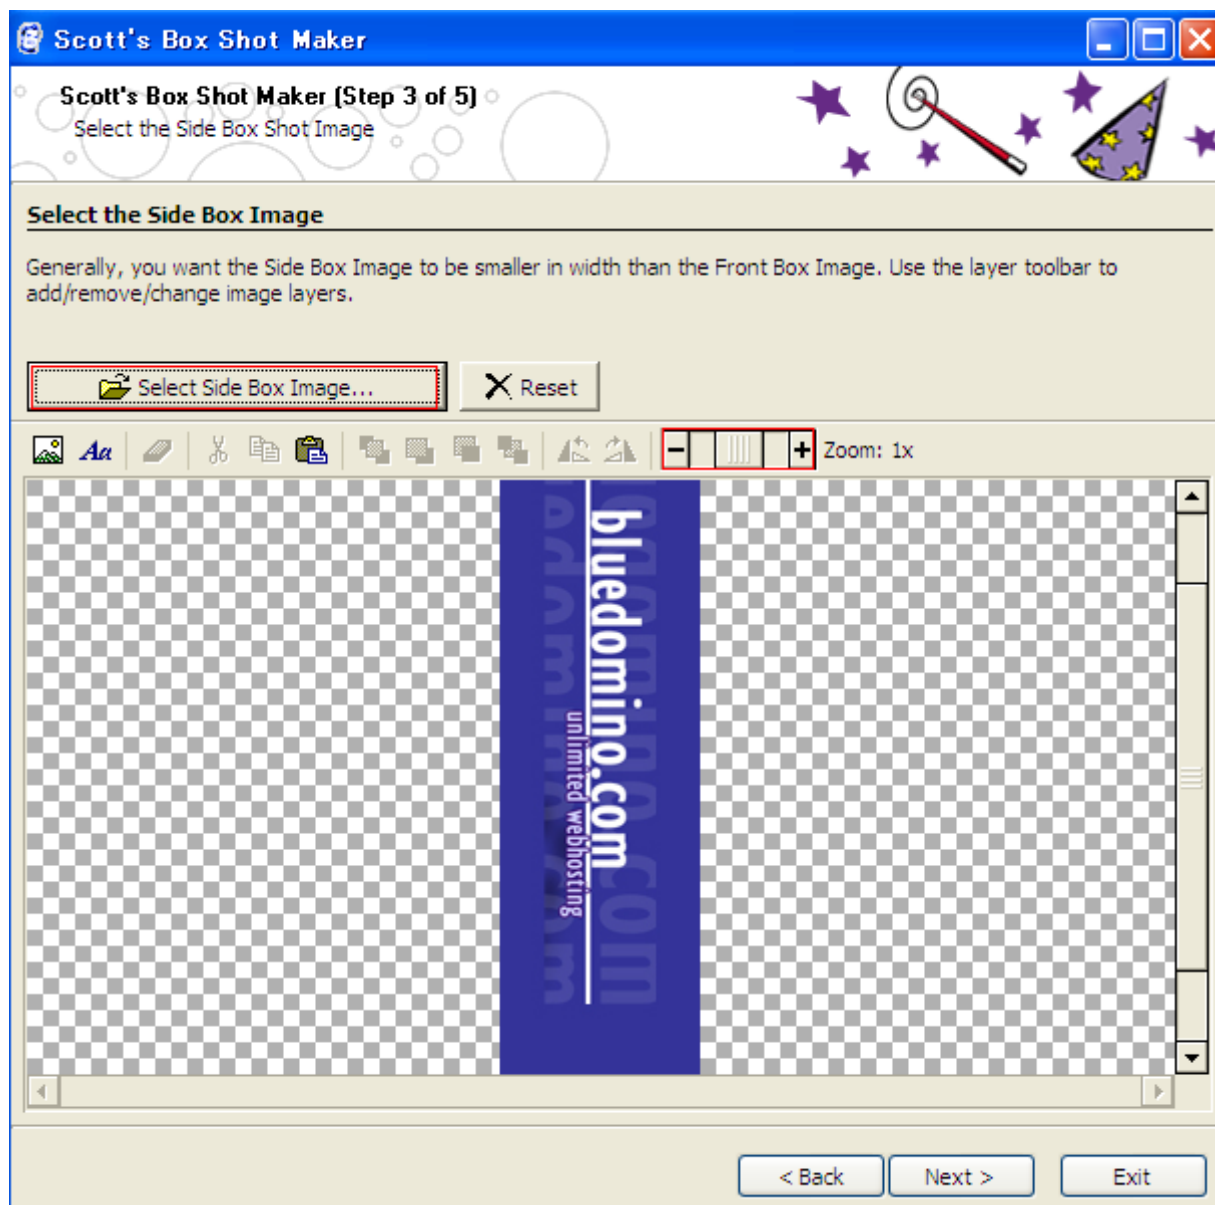 Scott's Box Shot Maker
Scott's Box Shot Maker (Step 3 of 5)
Select the Side Box Shot Image
Select the Side Box Image
Generally, you want the Side Box Image to be smaller in width than the Front Box Image. Use the layer toolbar to
add/remove/change image layers.
Select Side Box Image...
Reset
Aa
Zoom: 1x
bluedomino.com
unlimited webhosting
< Back
Next >
Exit